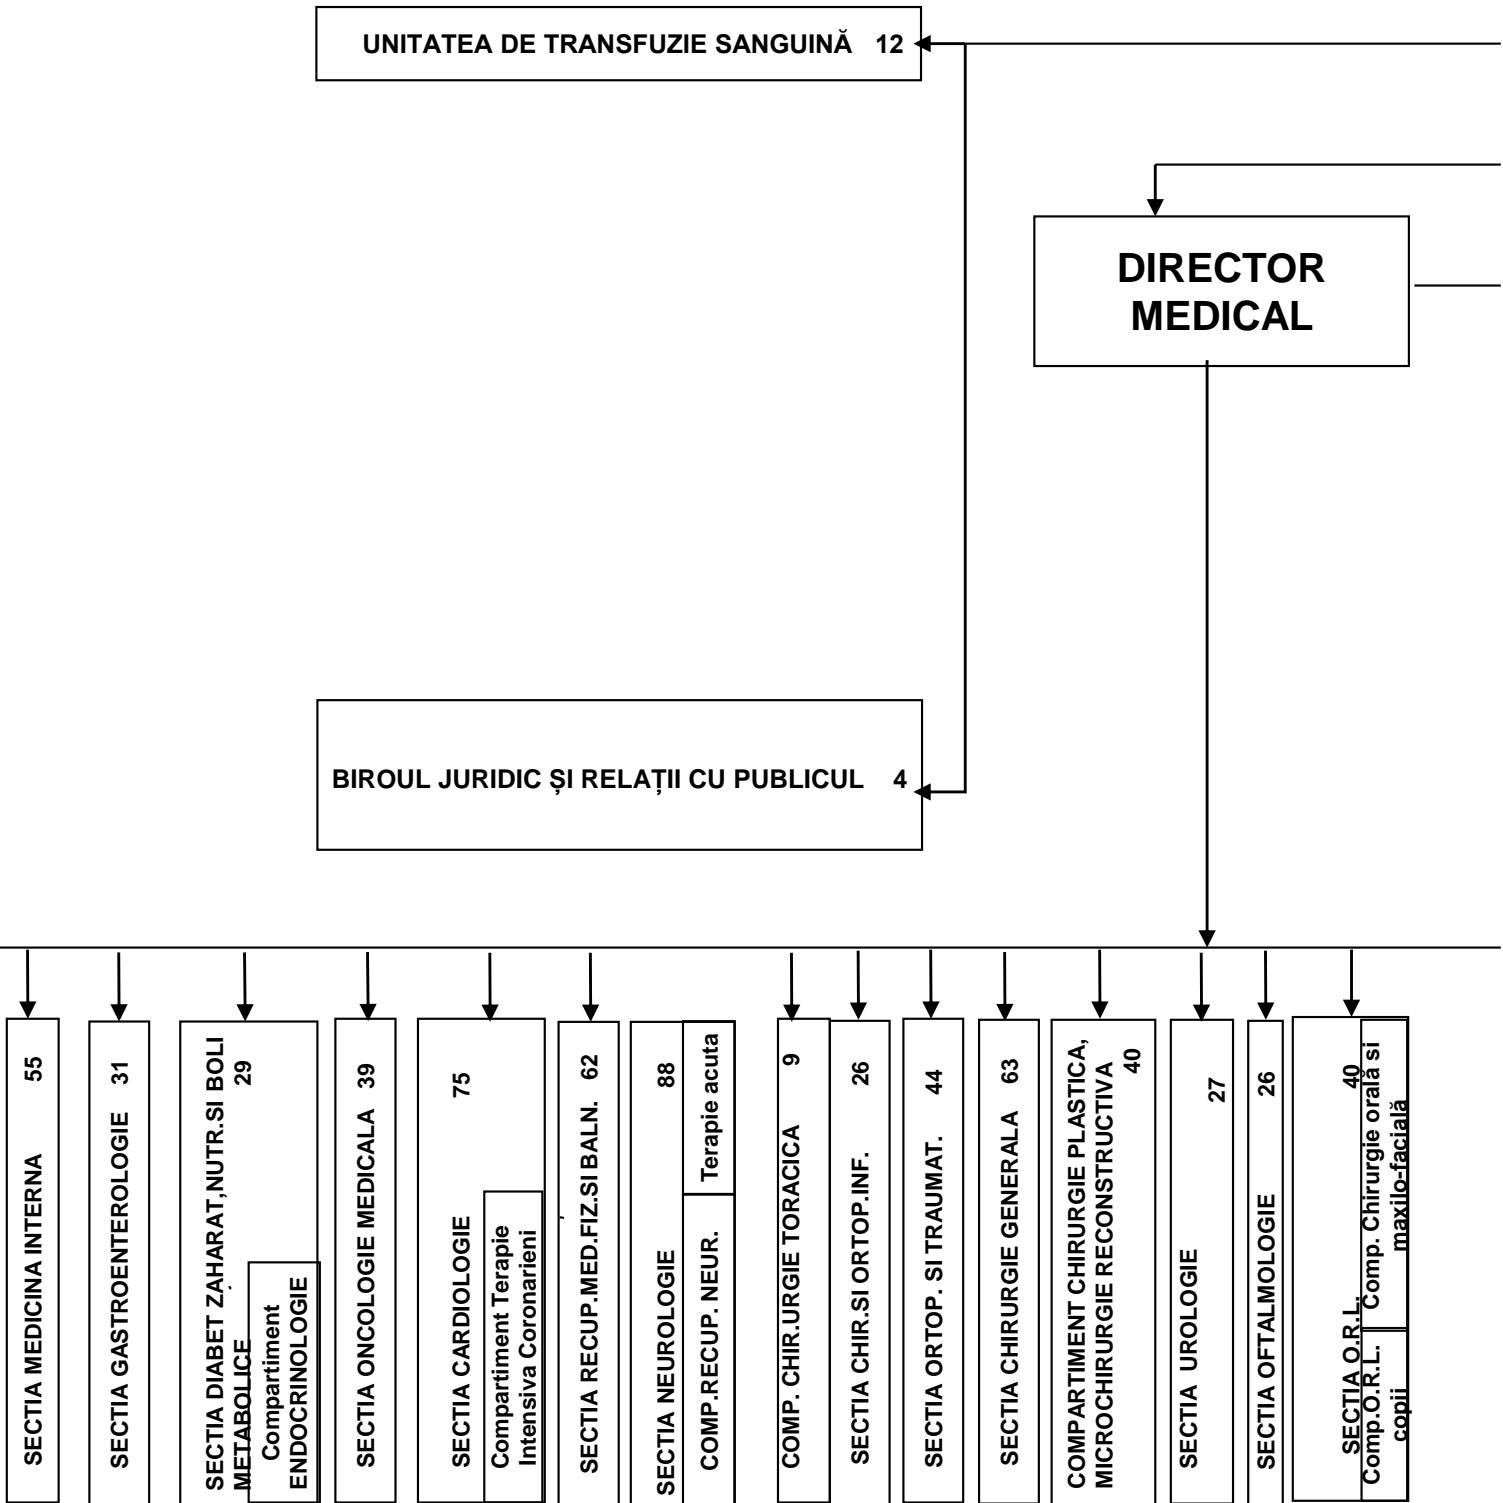 UNITATEA DE TRANSFUZIE SANGUINĂ 12
DIRECTOR
MEDICAL
BIROUL JURIDIC ȘI RELAȚII CU PUBLICUL 4
SECTIA MEDICINA INTERNA 55
SECTIA GASTROENTEROLOGIE 31
SECTIA DIABET ZAHARAT,NUTR.SI BOLI
METABOLICE 29
Compartiment
ENDOCRINOLOGIE
SECTIA ONCOLOGIE MEDICALA 39
SECTIA CARDIOLOGIE 75
Compartiment Terapie
Intensiva Coronarieni
SECTIA RECUP.MED.FIZ.SI BALN. 62
SECTIA NEUROLOGIE 88
COMP.RECUP. NEUR.
Terapie acuta
COMP. CHIR.URGIE TORACICA 9
SECTIA CHIR.SI ORTOP.INF. 26
SECTIA ORTOP. SI TRAUMAT. 44
SECTIA CHIRURGIE GENERALA 63
COMPARTIMENT CHIRURGIE PLASTICA,
MICROCHIRURGIE RECONSTRUCTIVA
40
SECTIA UROLOGIE 27
SECTIA OFTALMOLOGIE 26
SECTIA O.R.L. 40
Comp.O.R.L.
copii
Comp. Chirurgie orală si
maxilo-facială